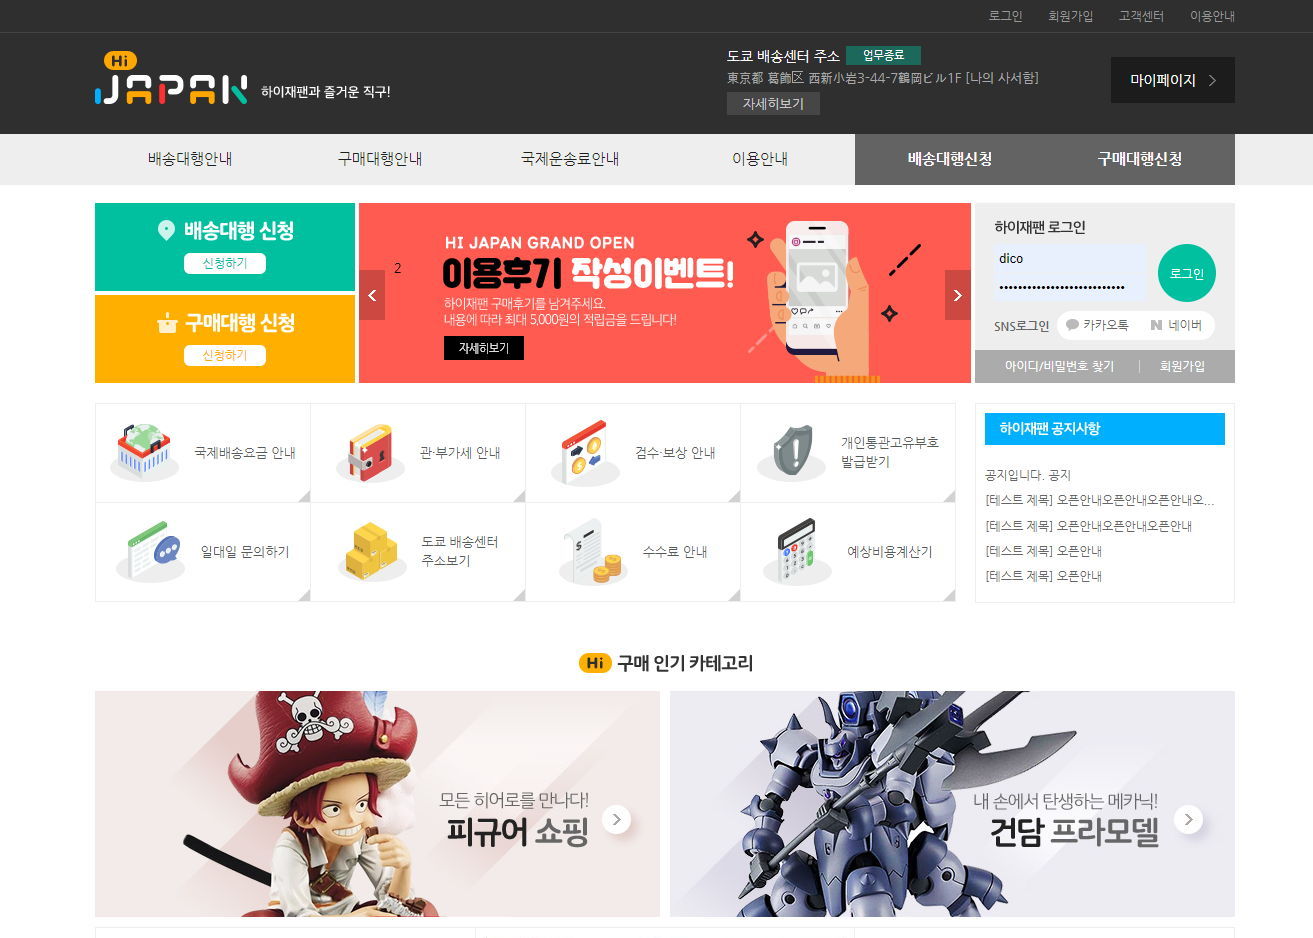 로그인 회원가입 고객센터 이용안내
Hi
JAPAN 하이재팬과 즐거운 직구!
도쿄 배송센터 주소 업무종료
東京都 葛飾区 西新小岩3-44-7鶴岡ビル1F [나의 사서함]
자세히보기
마이페이지
배송대행안내 구매대행안내 국제운송료안내 이용안내 배송대행신청 구매대행신청
배송대행 신청
신청하기
구매대행 신청
신청하기
2
HI JAPAN GRAND OPEN
이용후기 작성이벤트!
하이재팬 구매후기를 남겨주세요.
내용에 따라 최대 5,000원의 적립금을 드립니다!
자세히보기
하이재팬 로그인
dico
로그인
SNS로그인 카카오톡 네이버
아이디/비밀번호 찾기 회원가입
국제배송요금 안내
관·부가세 안내
검수·보상 안내
개인통관고유부호
발급받기
일대일 문의하기
도쿄 배송센터
주소보기
수수료 안내
예상비용계산기
하이재팬 공지사항
공지입니다. 공지
[테스트 제목] 오픈안내오픈안내오픈안내오...
[테스트 제목] 오픈안내오픈안내오픈안내
[테스트 제목] 오픈안내
[테스트 제목] 오픈안내
Hi 구매 인기 카테고리
모든 히어로를 만나다!
피규어 쇼핑
내 손에서 탄생하는 메카닉!
건담 프라모델